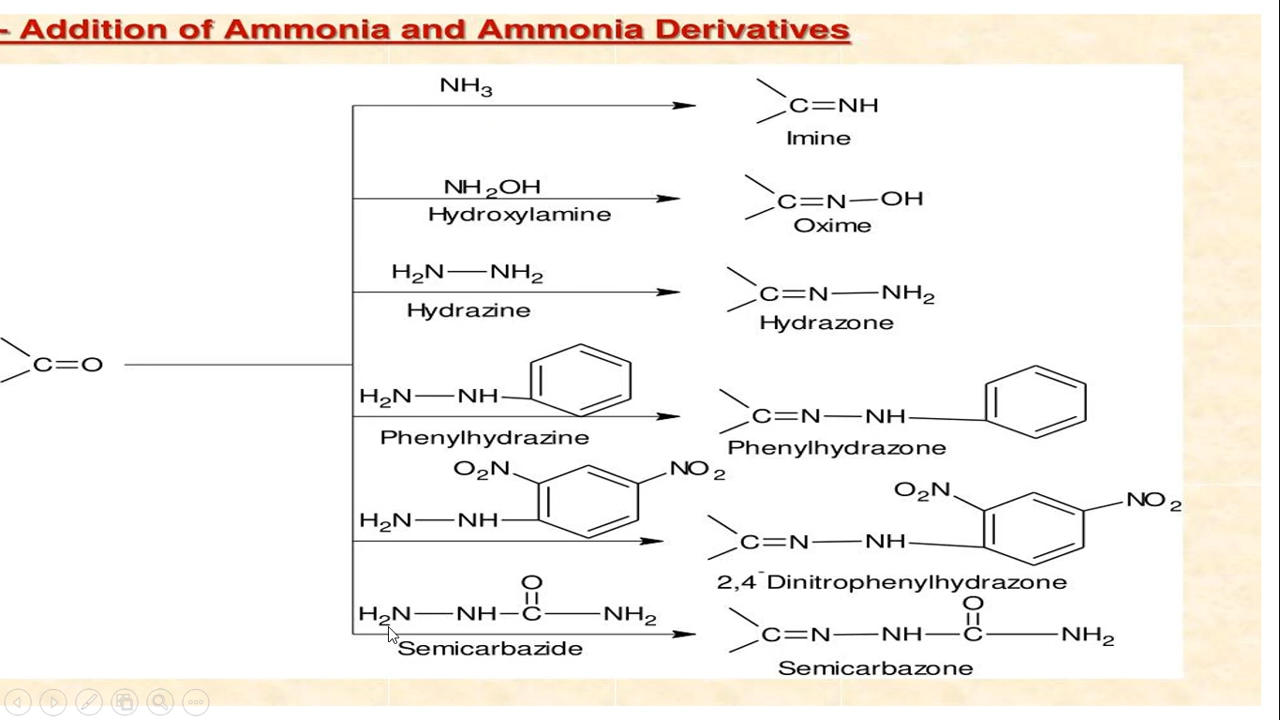 - Addition of Ammonia and Ammonia Derivatives
NH3
C=NH
Imine
NH2OH
Hydroxylamine
C=N—OH
Oxime
H2N—NH2
Hydrazine
C=N—NH2
Hydrazone
C=O
H2N—NH
Phenylhydrazine
C=N—NH
Phenylhydrazone
O2N NO2
H2N—NH
O2N NO2
C=N—NH
2,4-Dinitrophenylhydrazone
O
H2N—NH—C—NH2
Semicarbazide
O
C=N—NH—C—NH2
Semicarbazone